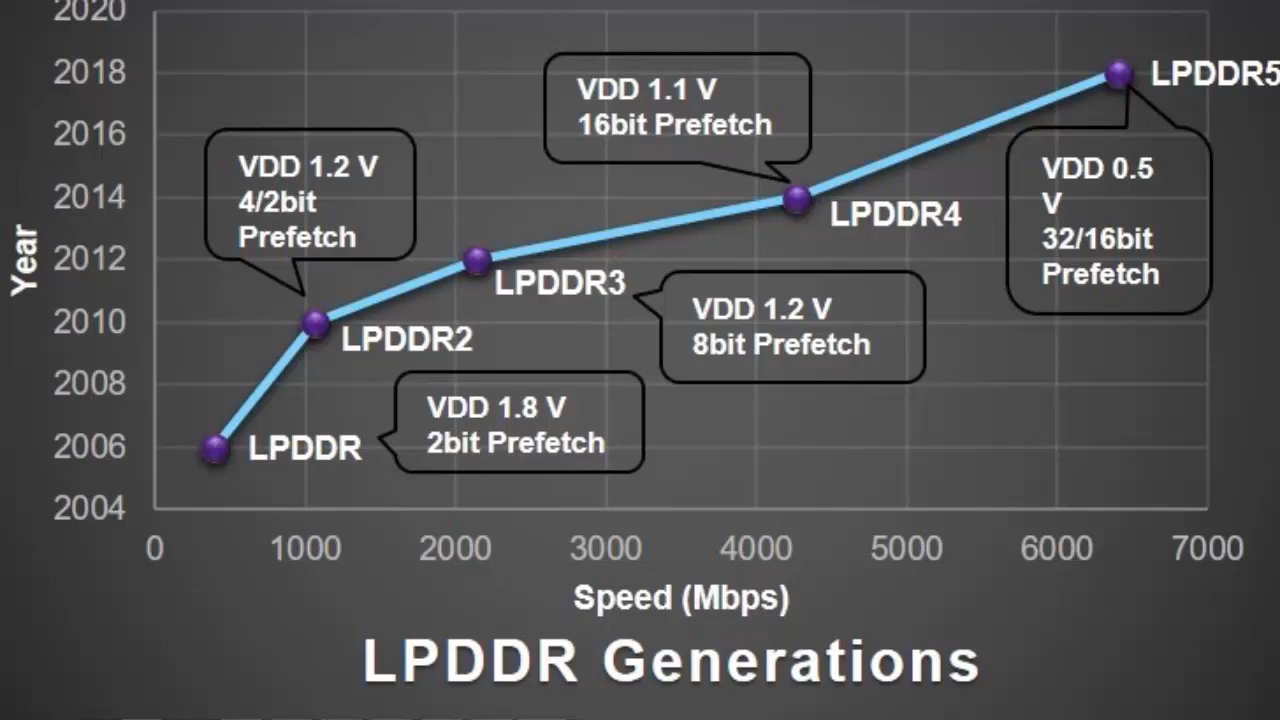 2020
2018
2016
2014
2012
2010
2008
2006
2004
Year
VDD 1.2 V
4/2bit
Prefetch
VDD 1.1 V
16bit Prefetch
LPDDR5
VDD 0.5
V
32/16bit
Prefetch
LPDDR4
LPDDR3
VDD 1.2 V
8bit Prefetch
LPDDR2
VDD 1.8 V
2bit Prefetch
LPDDR
0 1000 2000 3000 4000 5000 6000 7000
Speed (Mbps)
LPDDR Generations